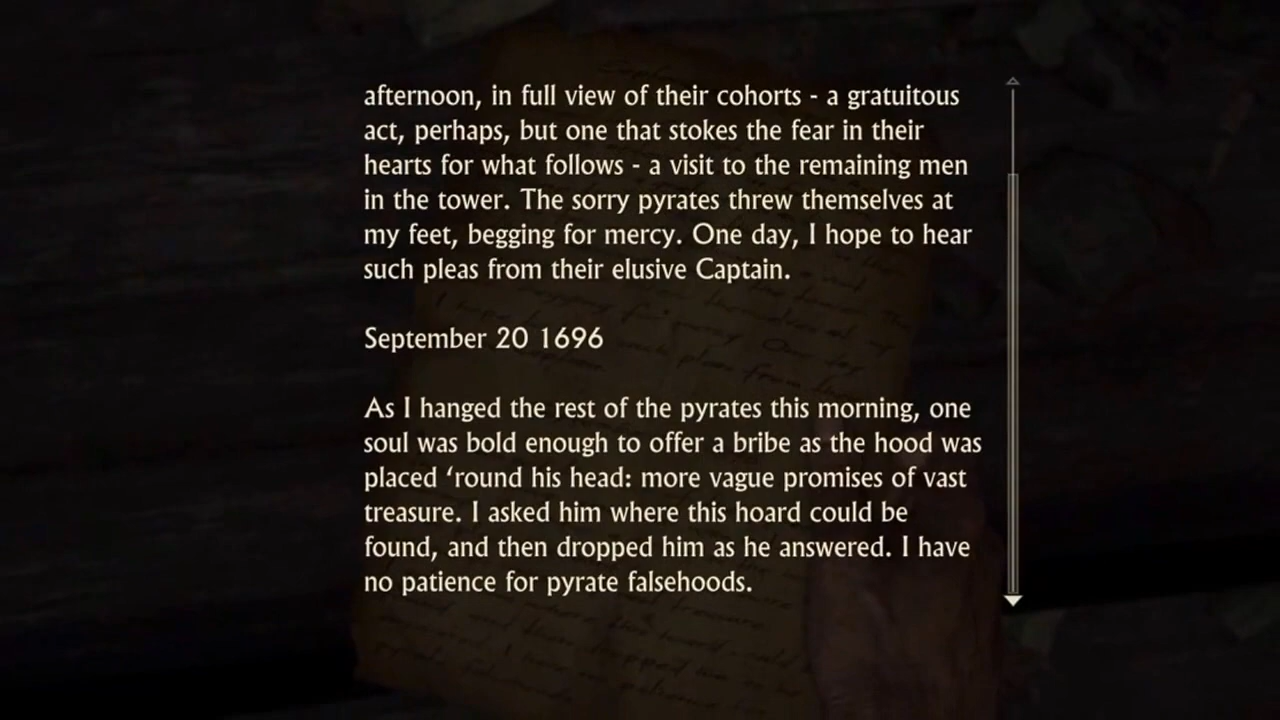 afternoon, in full view of their cohorts - a gratuitous
act, perhaps, but one that stokes the fear in their
hearts for what follows - a visit to the remaining men
in the tower. The sorry pyrates threw themselves at
my feet, begging for mercy. One day, I hope to hear
such pleas from their elusive Captain.
September 20 1696
As I hanged the rest of the pyrates this morning, one
soul was bold enough to offer a bribe as the hood was
placed ‘round his head: more vague promises of vast
treasure. I asked him where this hoard could be
found, and then dropped him as he answered. I have
no patience for pyrate falsehoods.